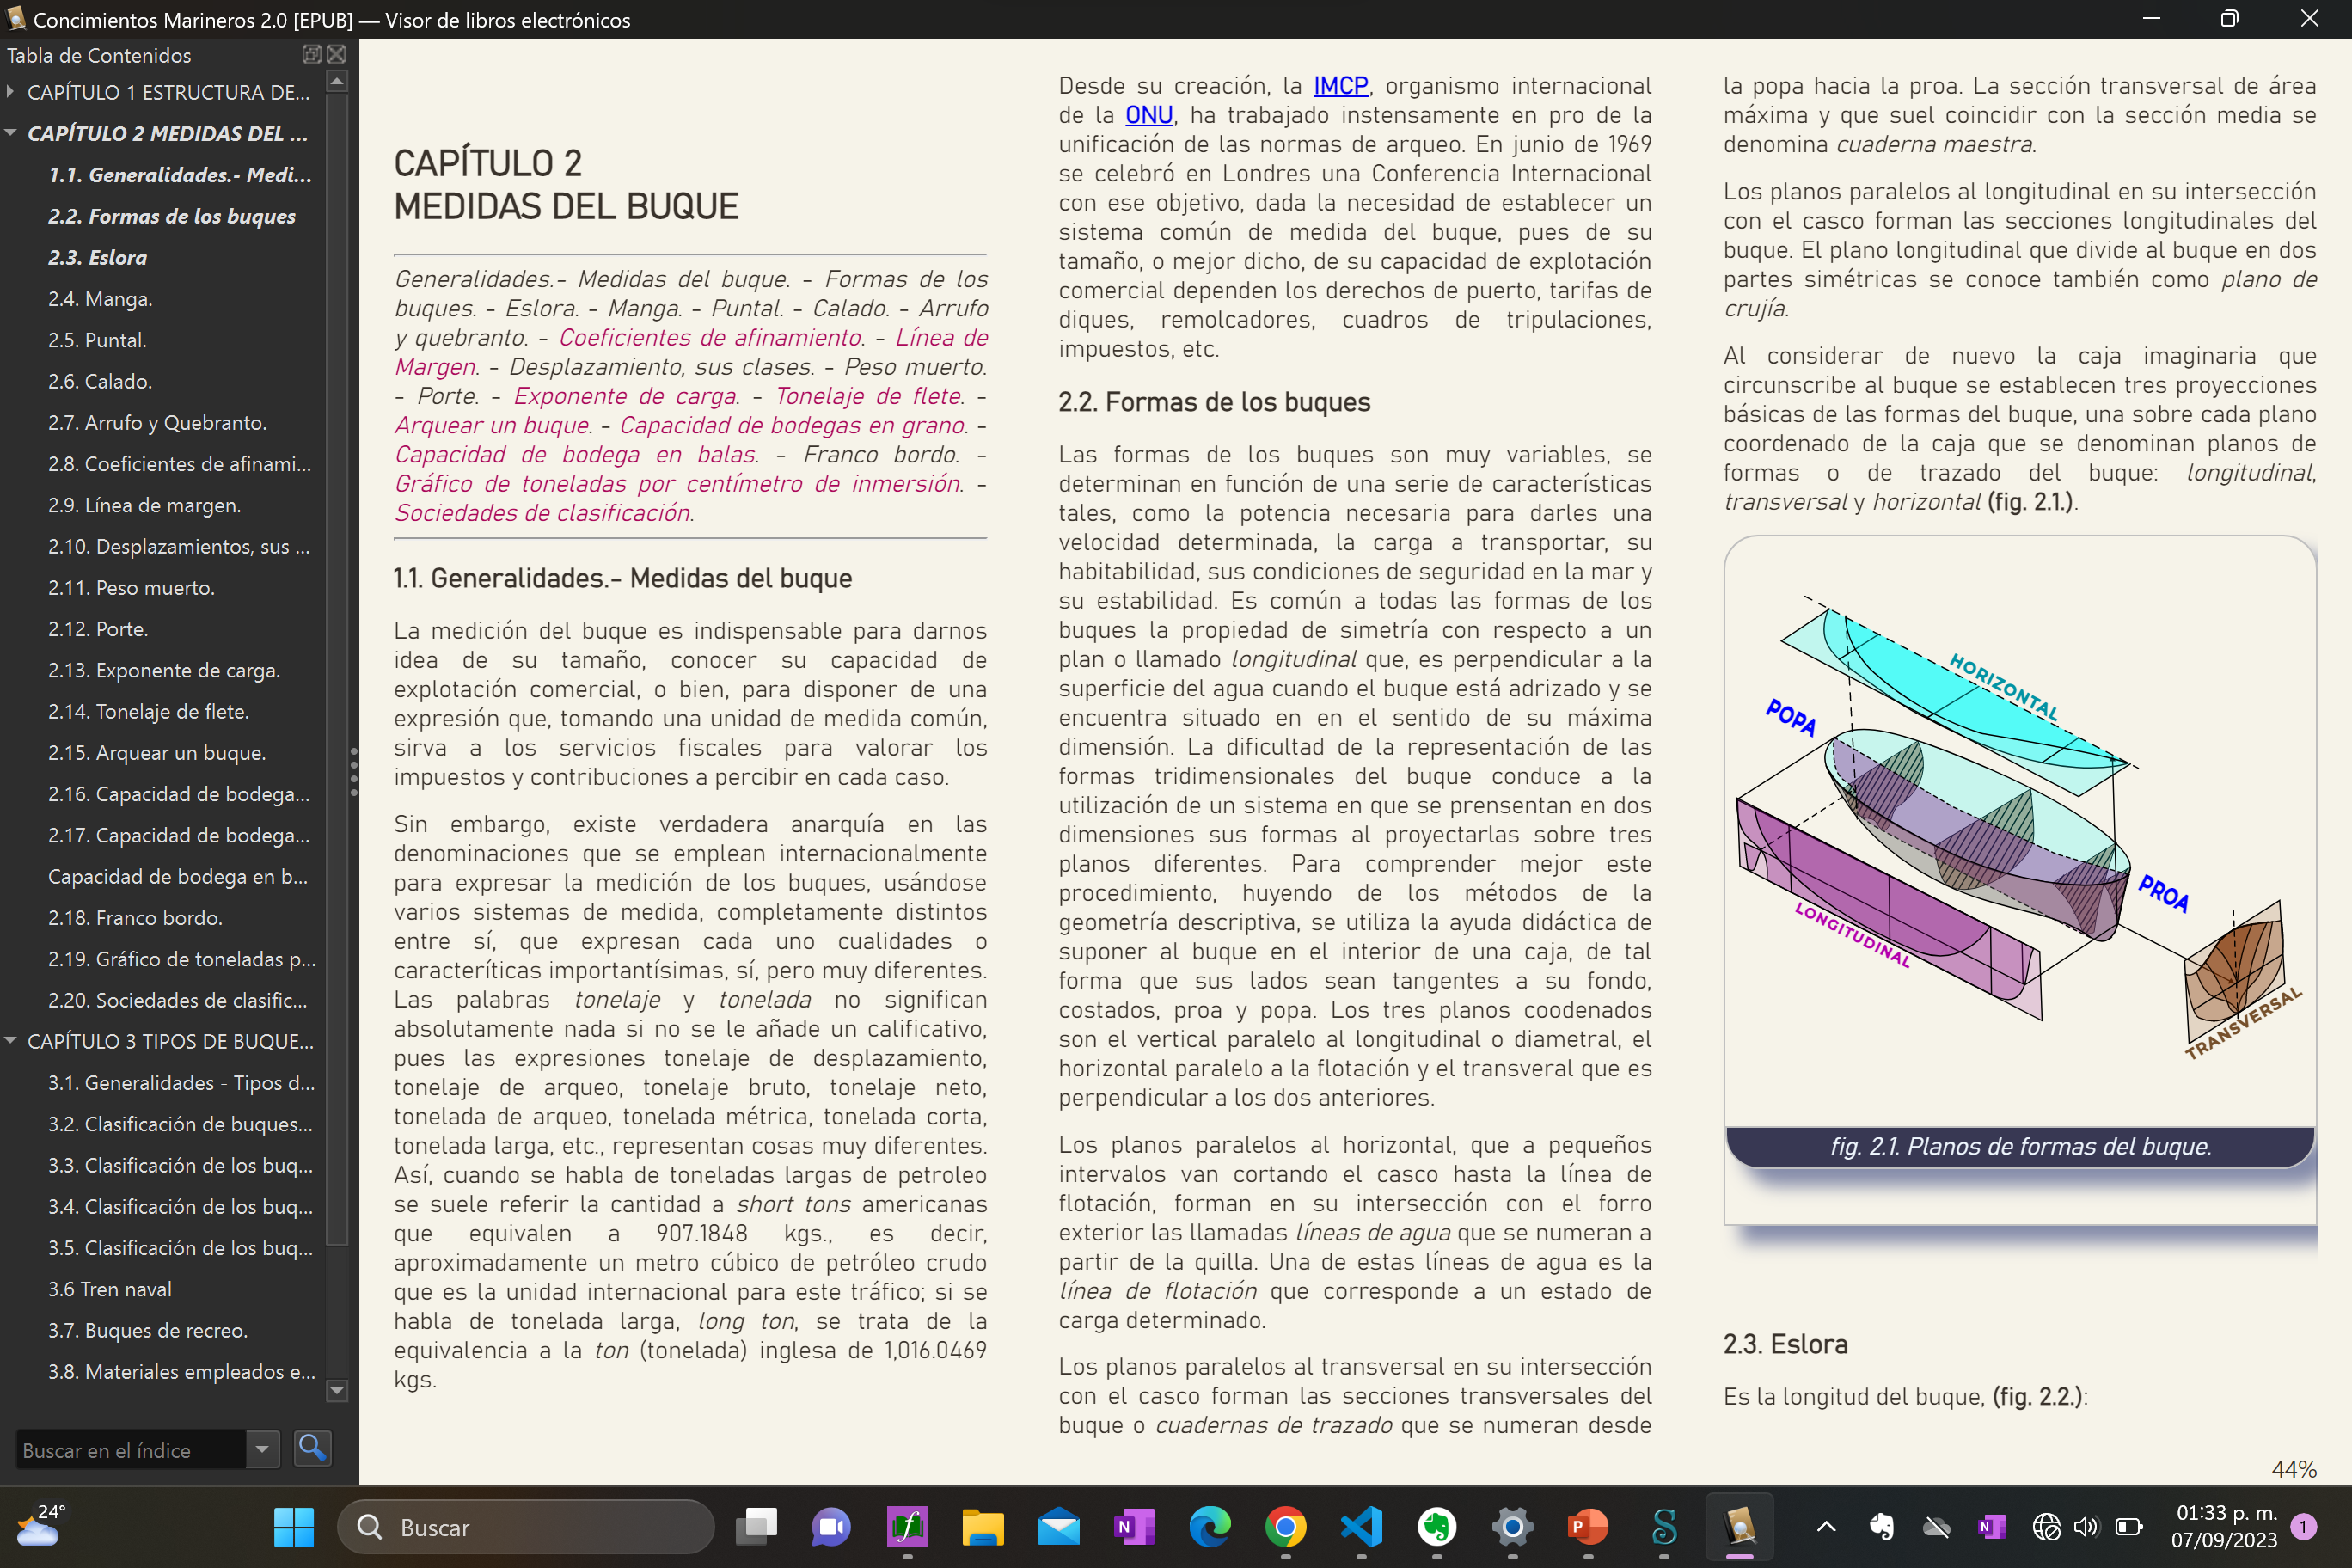 Concimientos Marineros 2.0 [EPUB] — Visor de libros electrónicos
Tabla de Contenidos
CAPÍTULO 1 ESTRUCTURA DE...
CAPÍTULO 2 MEDIDAS DEL ...
1.1. Generalidades.- Medi...
2.2. Formas de los buques
2.3. Eslora
2.4. Manga.
2.5. Puntal.
2.6. Calado.
2.7. Arrufo y Quebranto.
2.8. Coeficientes de afinami...
2.9. Línea de margen.
2.10. Desplazamientos, sus ...
2.11. Peso muerto.
2.12. Porte.
2.13. Exponente de carga.
2.14. Tonelaje de flete.
2.15. Arquear un buque.
2.16. Capacidad de bodega...
2.17. Capacidad de bodega...
Capacidad de bodega en b...
2.18. Franco bordo.
2.19. Gráfico de toneladas p...
2.20. Sociedades de clasific...
CAPÍTULO 3 TIPOS DE BUQUE...
3.1. Generalidades - Tipos d...
3.2. Clasificación de buques...
3.3. Clasificación de los buq...
3.4. Clasificación de los buq...
3.5. Clasificación de los buq...
3.6 Tren naval
3.7. Buques de recreo.
3.8. Materiales empleados e...
Buscar en el índice
CAPÍTULO 2
MEDIDAS DEL BUQUE
Generalidades.- Medidas del buque. - Formas de los
buques. - Eslora. - Manga. - Puntal. - Calado. - Arrufo
y quebranto. - Coeficientes de afinamiento. - Línea de
Margen. - Desplazamiento, sus clases. - Peso muerto.
- Porte. - Exponente de carga. - Tonelaje de flete. -
Arquear un buque. - Capacidad de bodegas en grano. -
Capacidad de bodega en balas. - Franco bordo. -
Gráfico de toneladas por centímetro de inmersión. -
Sociedades de clasificación.
1.1. Generalidades.- Medidas del buque
La medición del buque es indispensable para darnos
idea de su tamaño, conocer su capacidad de
explotación comercial, o bien, para disponer de una
expresión que, tomando una unidad de medida común,
sirva a los servicios fiscales para valorar los
impuestos y contribuciones a percibir en cada caso.
Sin embargo, existe verdadera anarquía en las
denominaciones que se emplean internacionalmente
para expresar la medición de los buques, usándose
varios sistemas de medida, completamente distintos
entre sí, que expresan cada uno cualidades o
caracteríticas importantísimas, sí, pero muy diferentes.
Las palabras tonelaje y tonelada no significan
absolutamente nada si no se le añade un calificativo,
pues las expresiones tonelaje de desplazamiento,
tonelaje de arqueo, tonelaje bruto, tonelaje neto,
tonelada de arqueo, tonelada métrica, tonelada corta,
tonelada larga, etc., representan cosas muy diferentes.
Así, cuando se habla de toneladas largas de petroleo
se suele referir la cantidad a short tons americanas
que equivalen a 907.1848 kgs., es decir,
aproximadamente un metro cúbico de petróleo crudo
que es la unidad internacional para este tráfico; si se
habla de tonelada larga, long ton, se trata de la
equivalencia a la ton (tonelada) inglesa de 1,016.0469
kgs.
Desde su creación, la IMCP, organismo internacional
de la ONU, ha trabajado instensamente en pro de la
unificación de las normas de arqueo. En junio de 1969
se celebró en Londres una Conferencia Internacional
con ese objetivo, dada la necesidad de establecer un
sistema común de medida del buque, pues de su
tamaño, o mejor dicho, de su capacidad de explotación
comercial dependen los derechos de puerto, tarifas de
diques, remolcadores, cuadros de tripulaciones,
impuestos, etc.
2.2. Formas de los buques
Las formas de los buques son muy variables, se
determinan en función de una serie de características
tales, como la potencia necesaria para darles una
velocidad determinada, la carga a transportar, su
habitabilidad, sus condiciones de seguridad en la mar y
su estabilidad. Es común a todas las formas de los
buques la propiedad de simetría con respecto a un
plan o llamado longitudinal que, es perpendicular a la
superficie del agua cuando el buque está adrizado y se
encuentra situado en en el sentido de su máxima
dimensión. La dificultad de la representación de las
formas tridimensionales del buque conduce a la
utilización de un sistema en que se prensentan en dos
dimensiones sus formas al proyectarlas sobre tres
planos diferentes. Para comprender mejor este
procedimiento, huyendo de los métodos de la
geometría descriptiva, se utiliza la ayuda didáctica de
suponer al buque en el interior de una caja, de tal
forma que sus lados sean tangentes a su fondo,
costados, proa y popa. Los tres planos coodenados
son el vertical paralelo al longitudinal o diametral, el
horizontal paralelo a la flotación y el transveral que es
perpendicular a los dos anteriores.
Los planos paralelos al horizontal, que a pequeños
intervalos van cortando el casco hasta la línea de
flotación, forman en su intersección con el forro
exterior las llamadas líneas de agua que se numeran a
partir de la quilla. Una de estas líneas de agua es la
línea de flotación que corresponde a un estado de
carga determinado.
Los planos paralelos al transversal en su intersección
con el casco forman las secciones transversales del
buque o cuadernas de trazado que se numeran desde
la popa hacia la proa. La sección transversal de área
máxima y que suel coincidir con la sección media se
denomina cuaderna maestra.
Los planos paralelos al longitudinal en su intersección
con el casco forman las secciones longitudinales del
buque. El plano longitudinal que divide al buque en dos
partes simétricas se conoce también como plano de
crujía.
Al considerar de nuevo la caja imaginaria que
circunscribe al buque se establecen tres proyecciones
básicas de las formas del buque, una sobre cada plano
coordenado de la caja que se denominan planos de
formas o de trazado del buque: longitudinal,
transversal y horizontal (fig. 2.1.).
HORIZONTAL
POPA
PROA
LONGITUDINAL
TRANSVERSAL
fig. 2.1. Planos de formas del buque.
2.3. Eslora
Es la longitud del buque, (fig. 2.2.):
44%
24°
Buscar
01:33 p. m.
07/09/2023
1